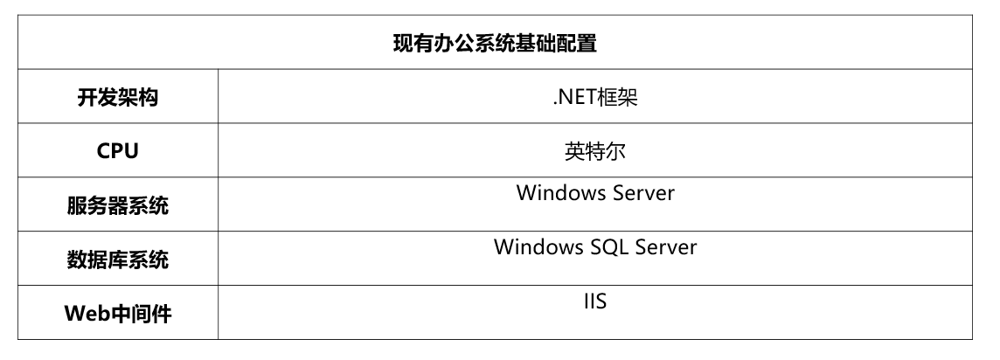 现有办公系统基础配置
开发架构
.NET框架
CPU
英特尔
服务器系统
Windows Server
数据库系统
Windows SQL Server
Web中间件
IIS